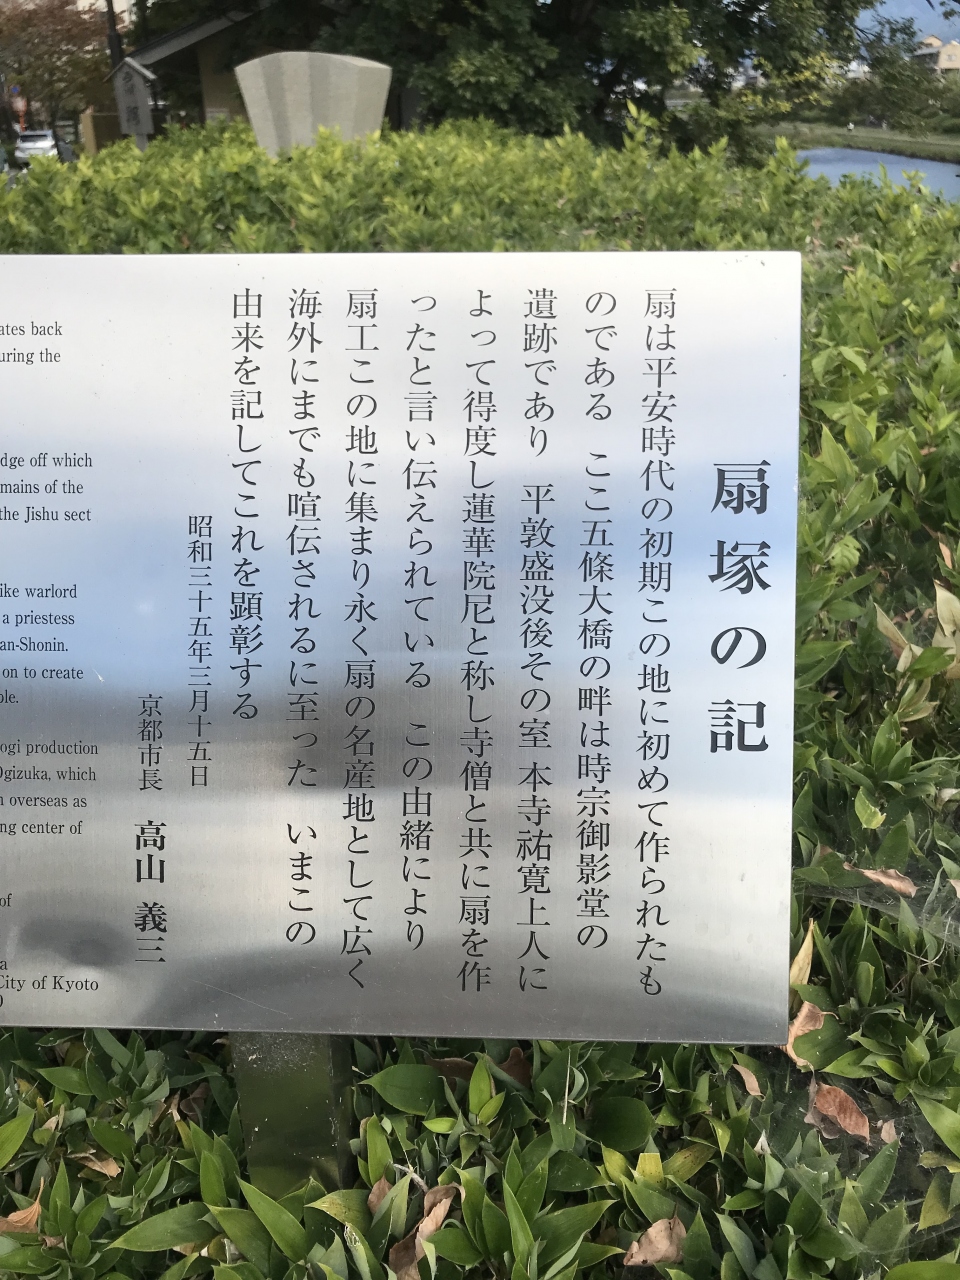 扇塚の記
扇は平安時代の初期この地に初めて作られたも
のである ここ五條大橋の畔は時宗御影堂の
遺跡であり 平敦盛没後その室 本寺祐寛上人に
よって得度し蓮華院尼と称し寺僧と共に扇を作
ったと言い伝えられている この由緒により
扇工この地に集まり永く扇の名産地として広く
海外にまでも喧伝されるに至った いまこの
由来を記してこれを顕彰する
昭和三十五年三月十五日
京都市長 高山 義三
ates back
uring the
dge off which
mains of the
the Jishu sect
ike warlord
a priestess
an-Shonin.
on to create
ple.
ogi production
Ogizuka, which
n overseas as
ng center of
of
a
City of Kyoto